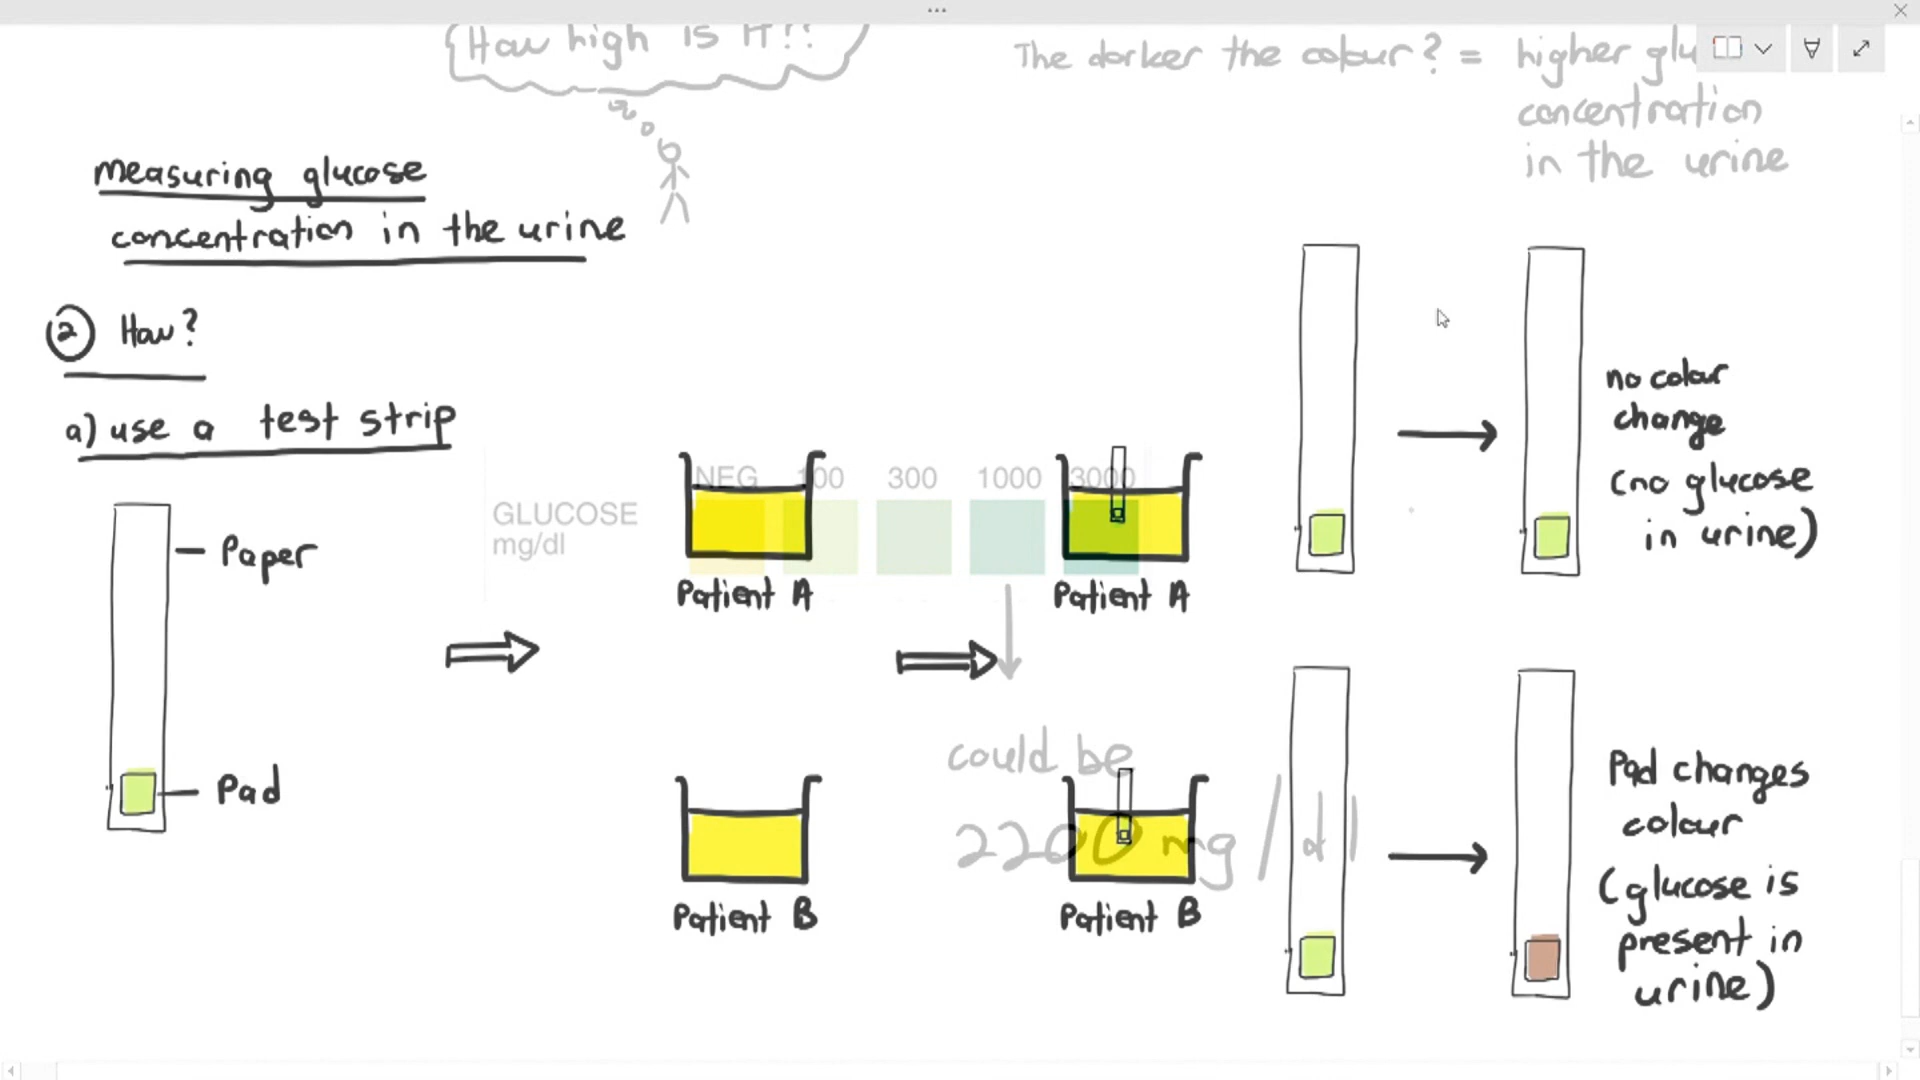 How high is it!!
The darker the colour? = higher
concentration
in the urine
measuring glucose
concentration in the urine
2 How?
a) use a test strip
Paper
Pad
NEG 100 300 1000 3000
GLUCOSE
mg/dl
Patient A
Patient A
could be
2200 mg/dl
Patient B
Patient B
no colour
change
(no glucose
in urine)
Pad changes
colour
(glucose is
present in
urine)